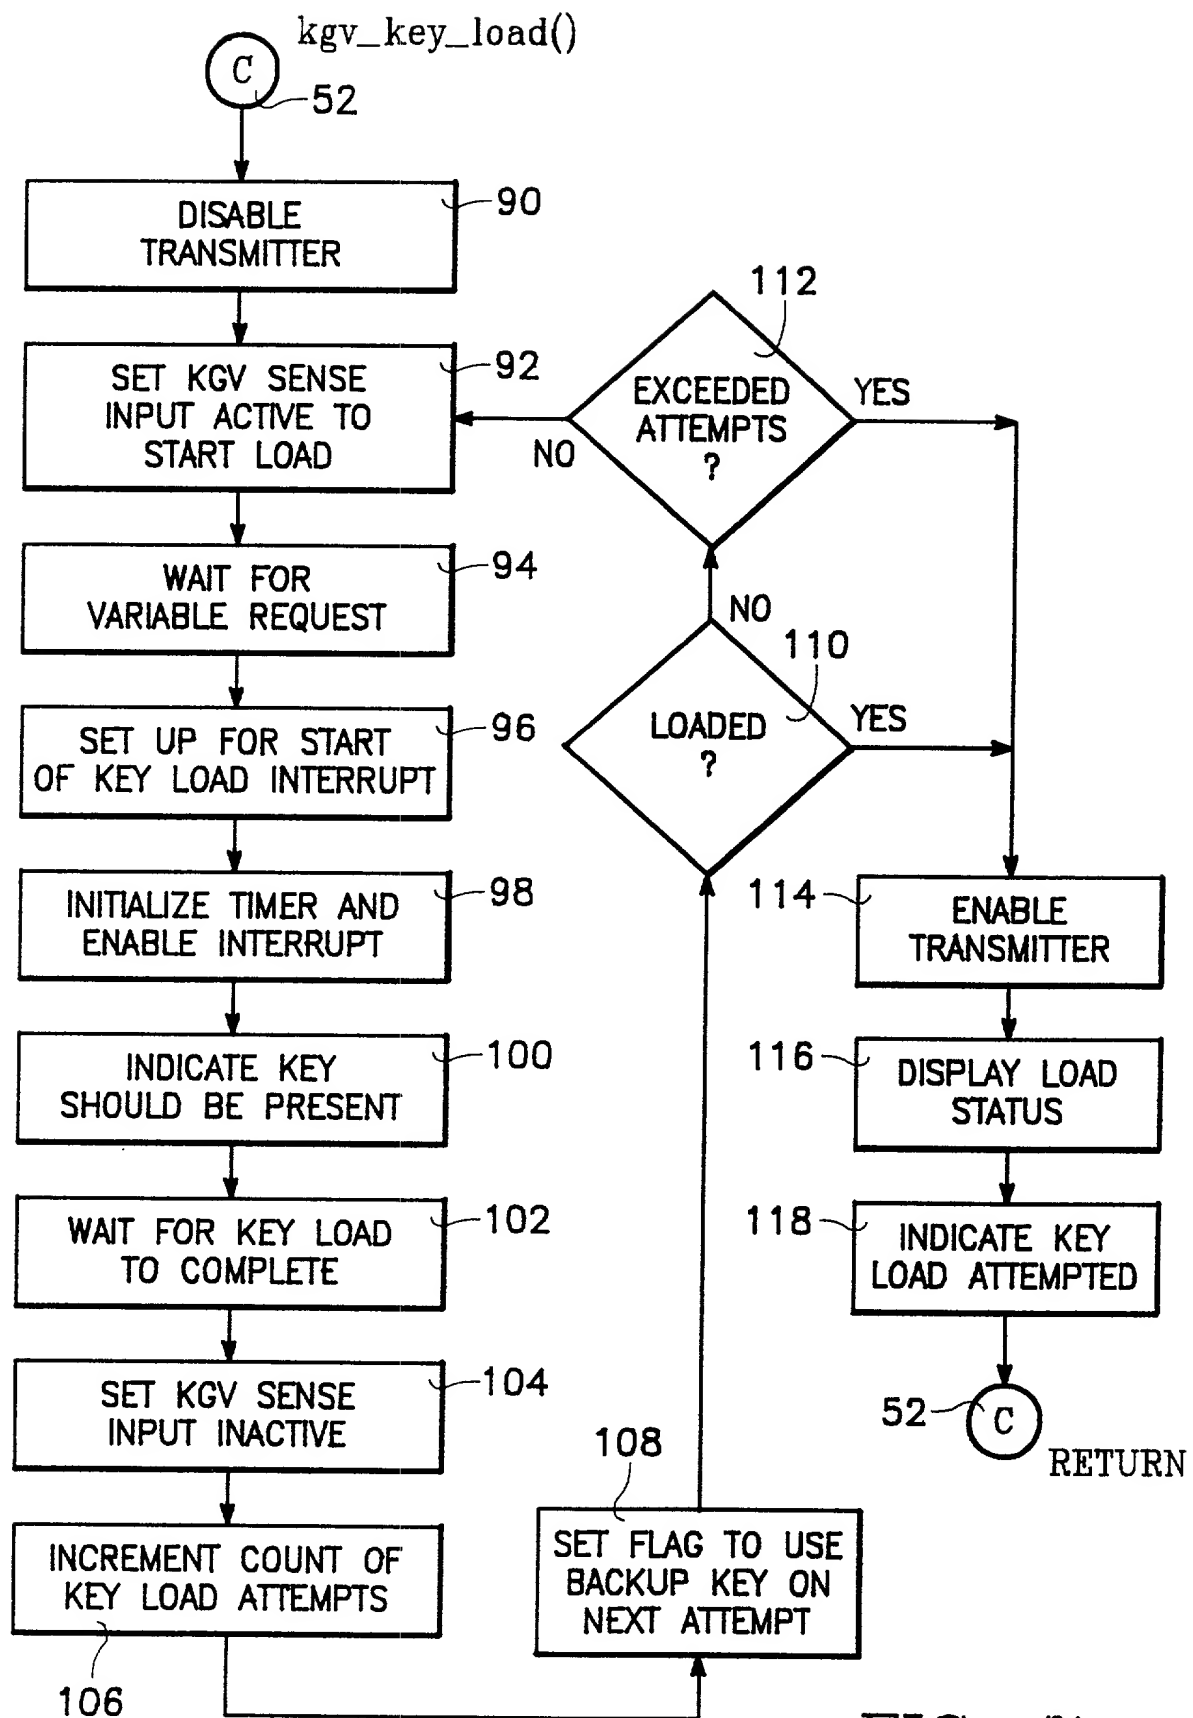 kgv_key_load()
C
52
DISABLE
TRANSMITTER
90
SET KGV SENSE
INPUT ACTIVE TO
START LOAD
92
WAIT FOR
VARIABLE REQUEST
94
SET UP FOR START
OF KEY LOAD INTERRUPT
96
INITIALIZE TIMER AND
ENABLE INTERRUPT
98
INDICATE KEY
SHOULD BE PRESENT
100
WAIT FOR KEY LOAD
TO COMPLETE
102
SET KGV SENSE
INPUT INACTIVE
104
INCREMENT COUNT OF
KEY LOAD ATTEMPTS
106
108
SET FLAG TO USE
BACKUP KEY ON
NEXT ATTEMPT
110
LOADED
?
YES
NO
112
EXCEEDED
ATTEMPTS
?
YES
NO
114
ENABLE
TRANSMITTER
116
DISPLAY LOAD
STATUS
118
INDICATE KEY
LOAD ATTEMPTED
52
C
RETURN